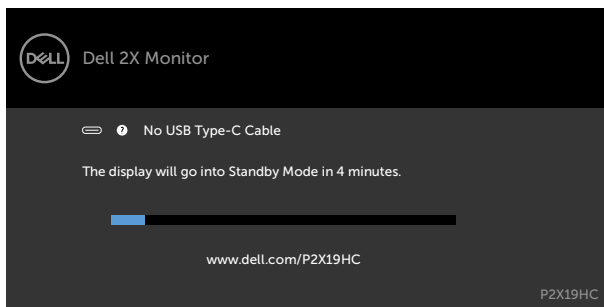 DELL Dell 2X Monitor
? No USB Type-C Cable
The display will go into Standby Mode in 4 minutes.
www.dell.com/P2X19HC
P2X19HC